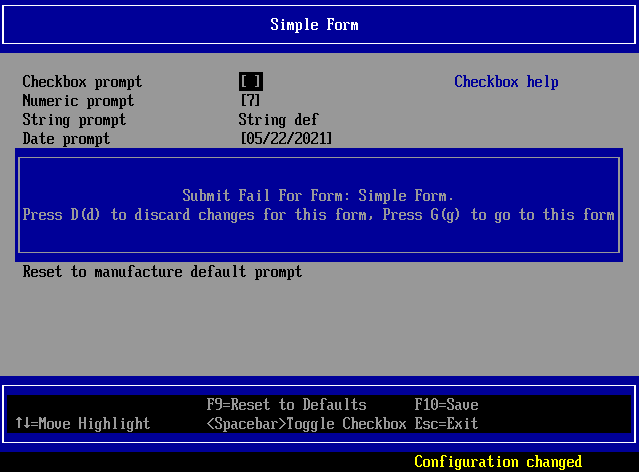 Simple Form
Checkbox prompt [ ] Checkbox help
Numeric prompt [7]
String prompt String def
Date prompt [05/22/2021]
Submit Fail For Form: Simple Form.
Press D(d) to discard changes for this form, Press G(g) to go to this form
Reset to manufacture default prompt
F9=Reset to Defaults F10=Save
↑↓=Move Highlight <Spacebar>Toggle Checkbox Esc=Exit
Configuration changed